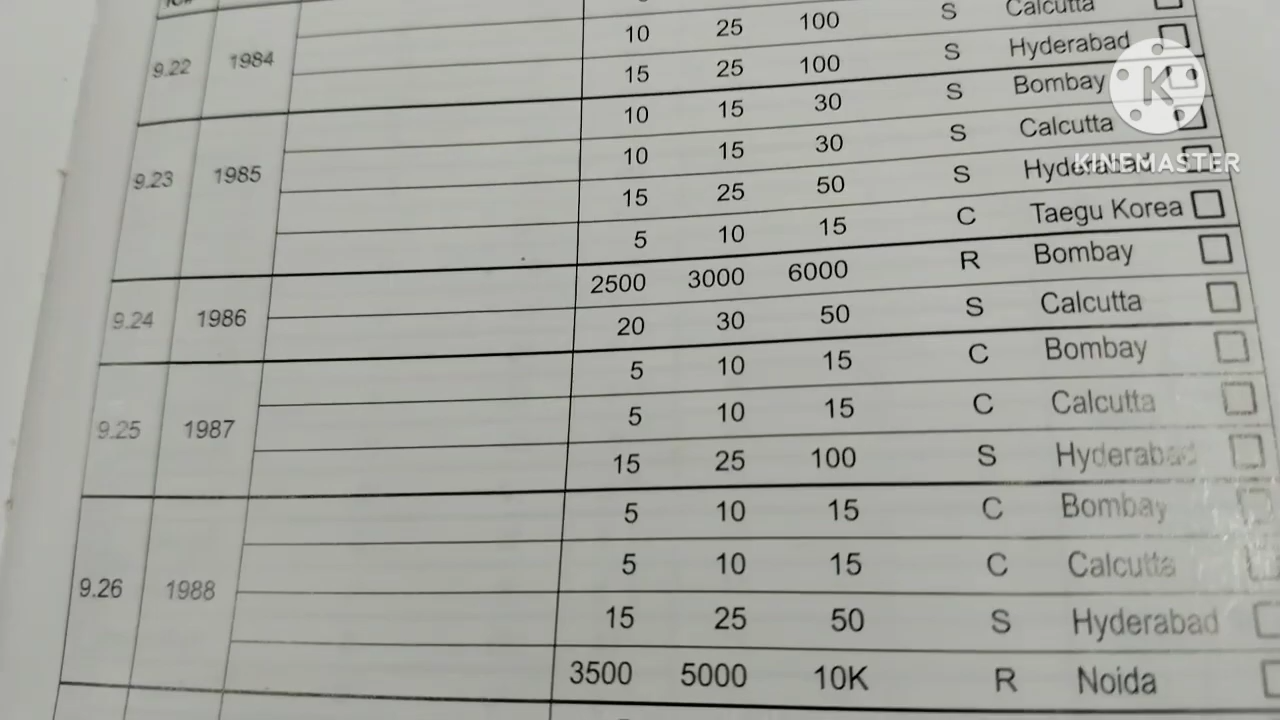 Calcutta
9.22 1984 10 25 100 S Hyderabad
15 25 100 S Bombay
10 15 30 S Calcutta
9.23 1985 10 15 30 S Hyderabad
15 25 50 C Taegu Korea
5 10 15 R Bombay
9.24 1986 2500 3000 6000 S Calcutta
20 30 50 C Bombay
5 10 15 C Calcutta
9.25 1987 5 10 15 S Hyderabad
15 25 100 C Bombay
5 10 15 C Calcutta
9.26 1988 5 10 15 S Hyderabad
15 25 50 R Noida
3500 5000 10K
K
KINEMASTER